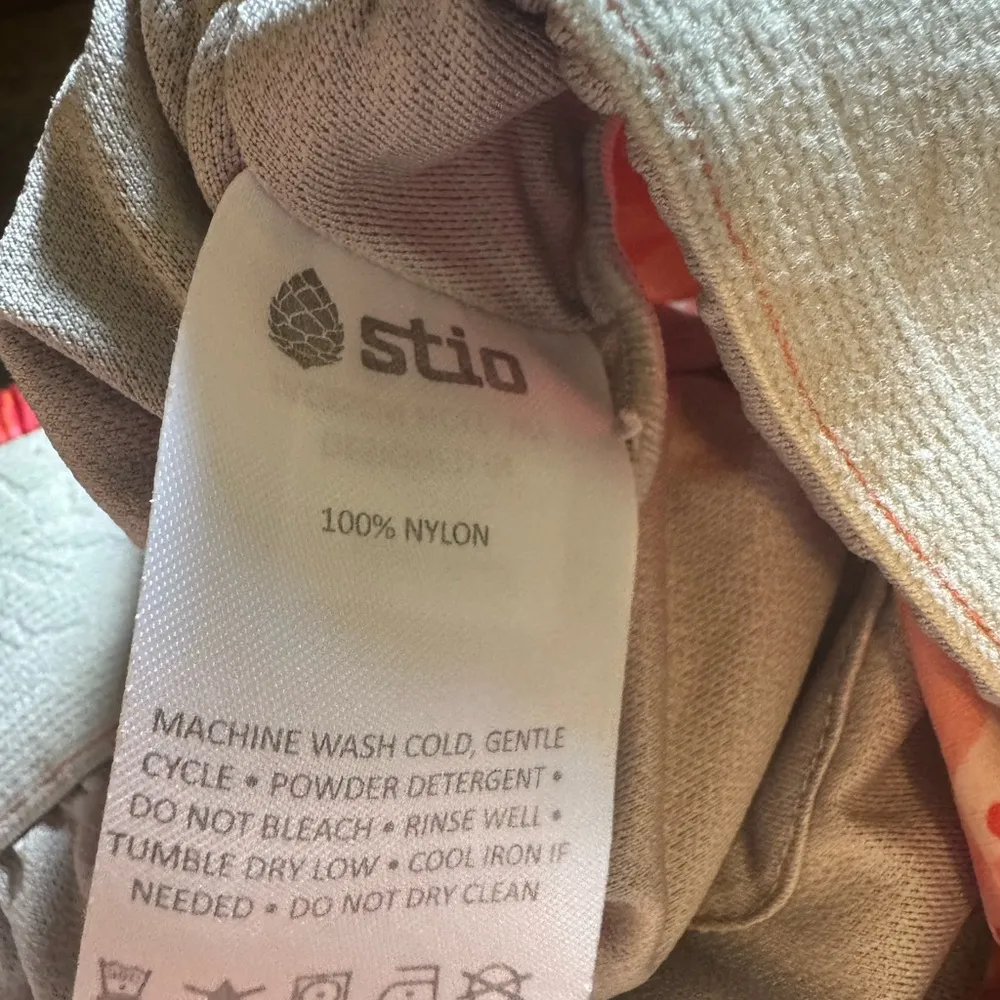 stio
100% NYLON
MACHINE WASH COLD, GENTLE
CYCLE • POWDER DETERGENT •
DO NOT BLEACH • RINSE WELL •
TUMBLE DRY LOW • COOL IRON IF
NEEDED • DO NOT DRY CLEAN